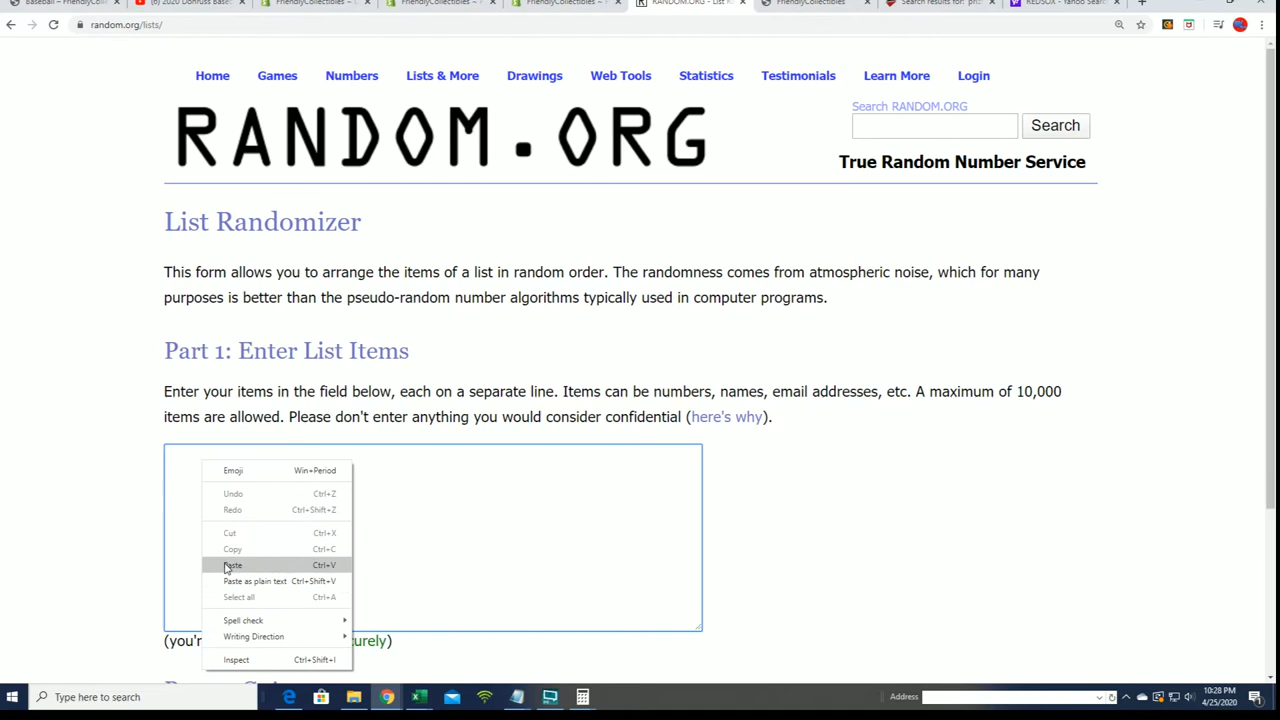 Baseball – FriendlyColl
(6) 2020 Donruss Baseb
FriendlyCollectibles ~
FriendlyCollectibles ~
FriendlyCollectibles ~
RANDOM.ORG - List R
FriendlyCollectibles
Search results for:
REDSOX - Yahoo Sear
random.org/lists/
Home Games Numbers Lists & More Drawings Web Tools Statistics Testimonials Learn More Login
RANDOM.ORG
Search RANDOM.ORG
Search
True Random Number Service
List Randomizer
This form allows you to arrange the items of a list in random order. The randomness comes from atmospheric noise, which for many
purposes is better than the pseudo-random number algorithms typically used in computer programs.
Part 1: Enter List Items
Enter your items in the field below, each on a separate line. Items can be numbers, names, email addresses, etc. A maximum of 10,000
items are allowed. Please don't enter anything you would consider confidential (here's why).
Emoji Win+Period
Undo Ctrl+Z
Redo Ctrl+Shift+Z
Cut Ctrl+X
Copy Ctrl+C
Paste Ctrl+V
Paste as plain text Ctrl+Shift+V
Select all Ctrl+A
Spell check
Writing Direction
Inspect Ctrl+Shift+I
(you'r
urely)
Type here to search
Address
10:28 PM
4/25/2020